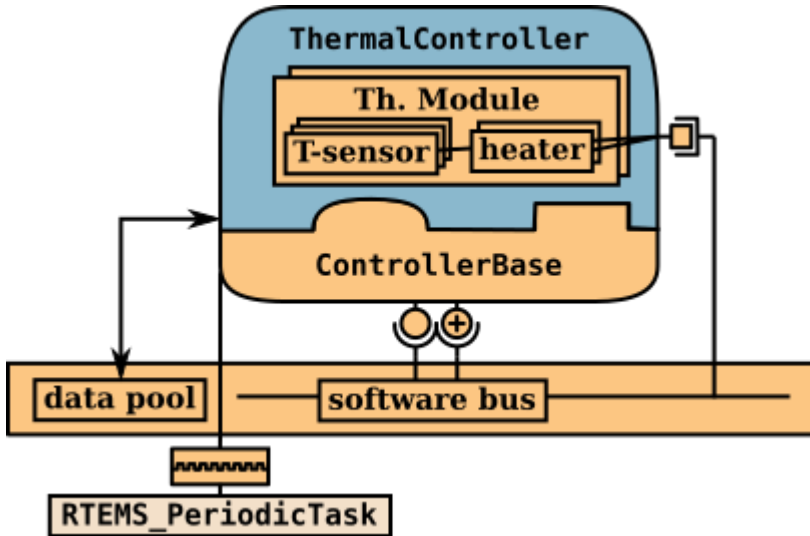 ThermalController
Th. Module
T-sensor
heater
ControllerBase
data pool
software bus
RTEMS_PeriodicTask